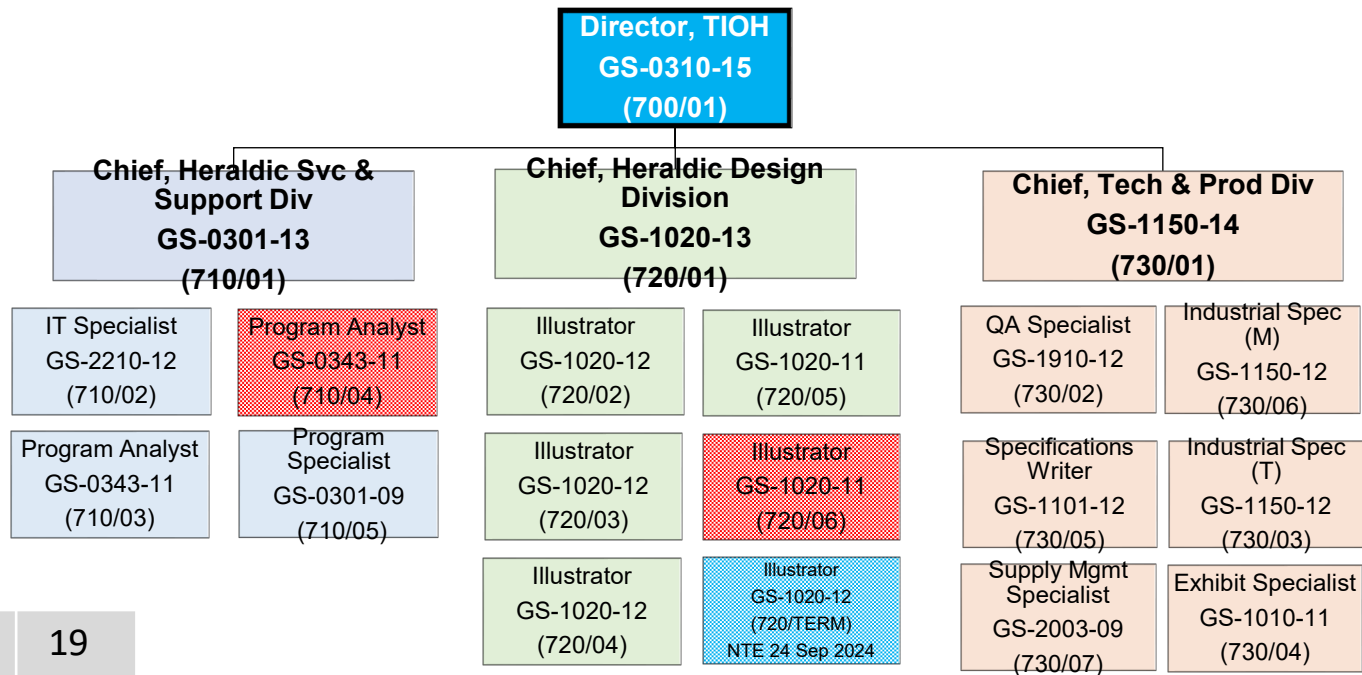 Director, TIOH
GS-0310-15
(700/01)
Chief, Heraldic Svc &
Support Div
GS-0301-13
(710/01)
Chief, Heraldic Design
Division
GS-1020-13
(720/01)
Chief, Tech & Prod Div
GS-1150-14
(730/01)
IT Specialist
GS-2210-12
(710/02)
Program Analyst
GS-0343-11
(710/04)
Program Analyst
GS-0343-11
(710/03)
Program
Specialist
GS-0301-09
(710/05)
Illustrator
GS-1020-12
(720/02)
Illustrator
GS-1020-11
(720/05)
Illustrator
GS-1020-12
(720/03)
Illustrator
GS-1020-11
(720/06)
Illustrator
GS-1020-12
(720/04)
Illustrator
GS-1020-12
(720/TERM)
NTE 24 Sep 2024
QA Specialist
GS-1910-12
(730/02)
Industrial Spec
(M)
GS-1150-12
(730/06)
Specifications
Writer
GS-1101-12
(730/05)
Industrial Spec
(T)
GS-1150-12
(730/03)
Supply Mgmt
Specialist
GS-2003-09
(730/07)
Exhibit Specialist
GS-1010-11
(730/04)
19